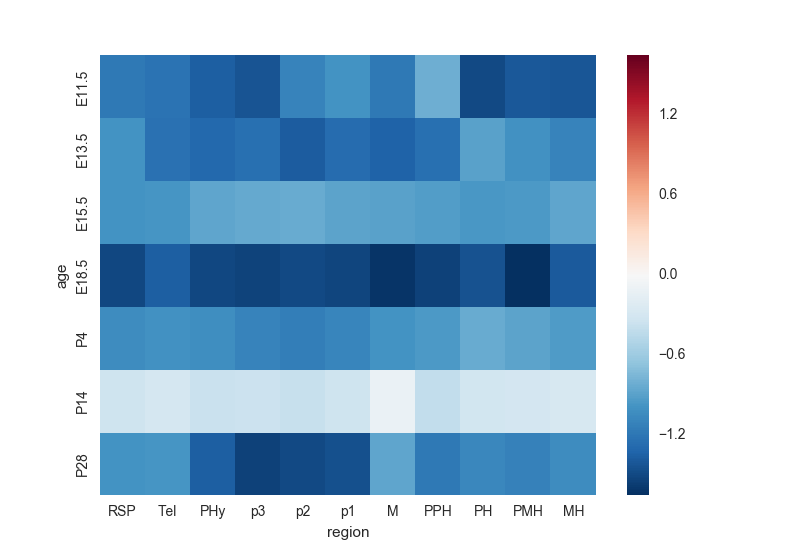 E11.5
E13.5
E15.5
E18.5
P4
P14
P28
age
RSP Tel PHy p3 p2 p1 M PPH PH PMH MH
region
1.2
0.6
0.0
−0.6
−1.2